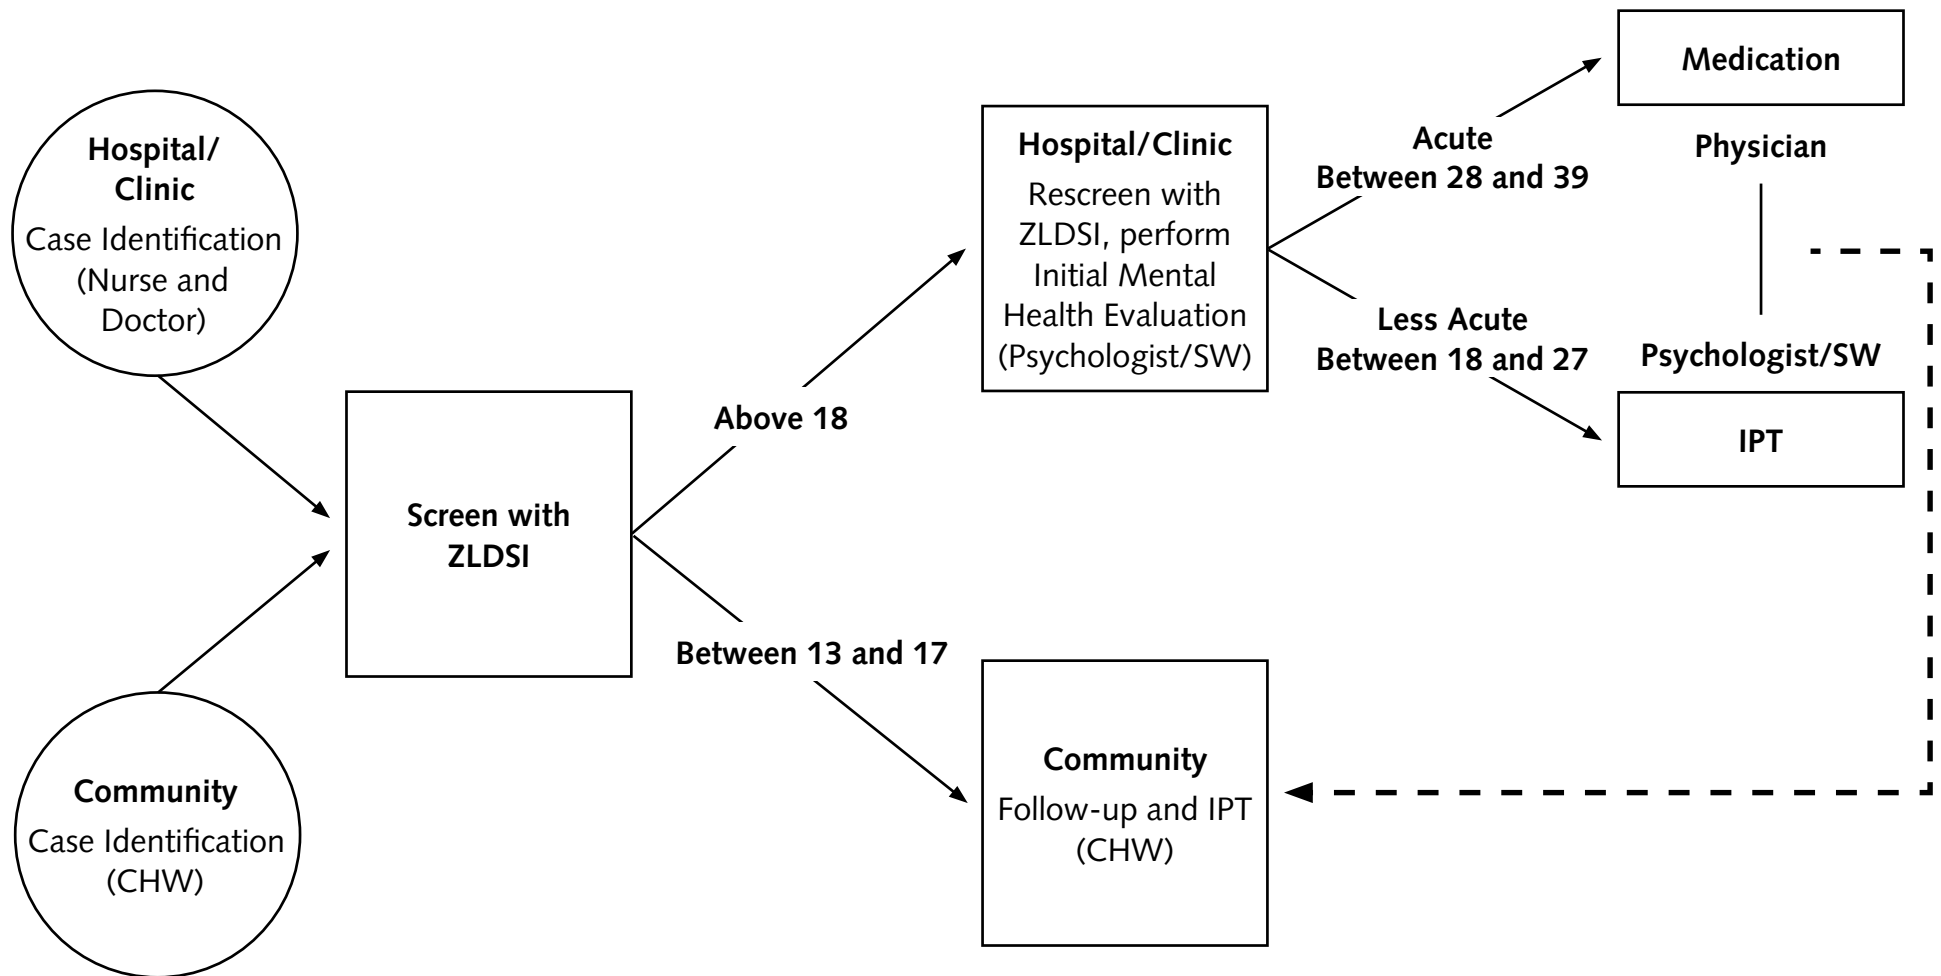 Hospital/
Clinic
Case Identification
(Nurse and
Doctor)
Community
Case Identification
(CHW)
Screen with
ZLDSI
Above 18
Between 13 and 17
Hospital/Clinic
Rescreen with
ZLDSI, perform
Initial Mental
Health Evaluation
(Psychologist/SW)
Community
Follow-up and IPT
(CHW)
Acute
Between 28 and 39
Less Acute
Between 18 and 27
Medication
Physician
Psychologist/SW
IPT